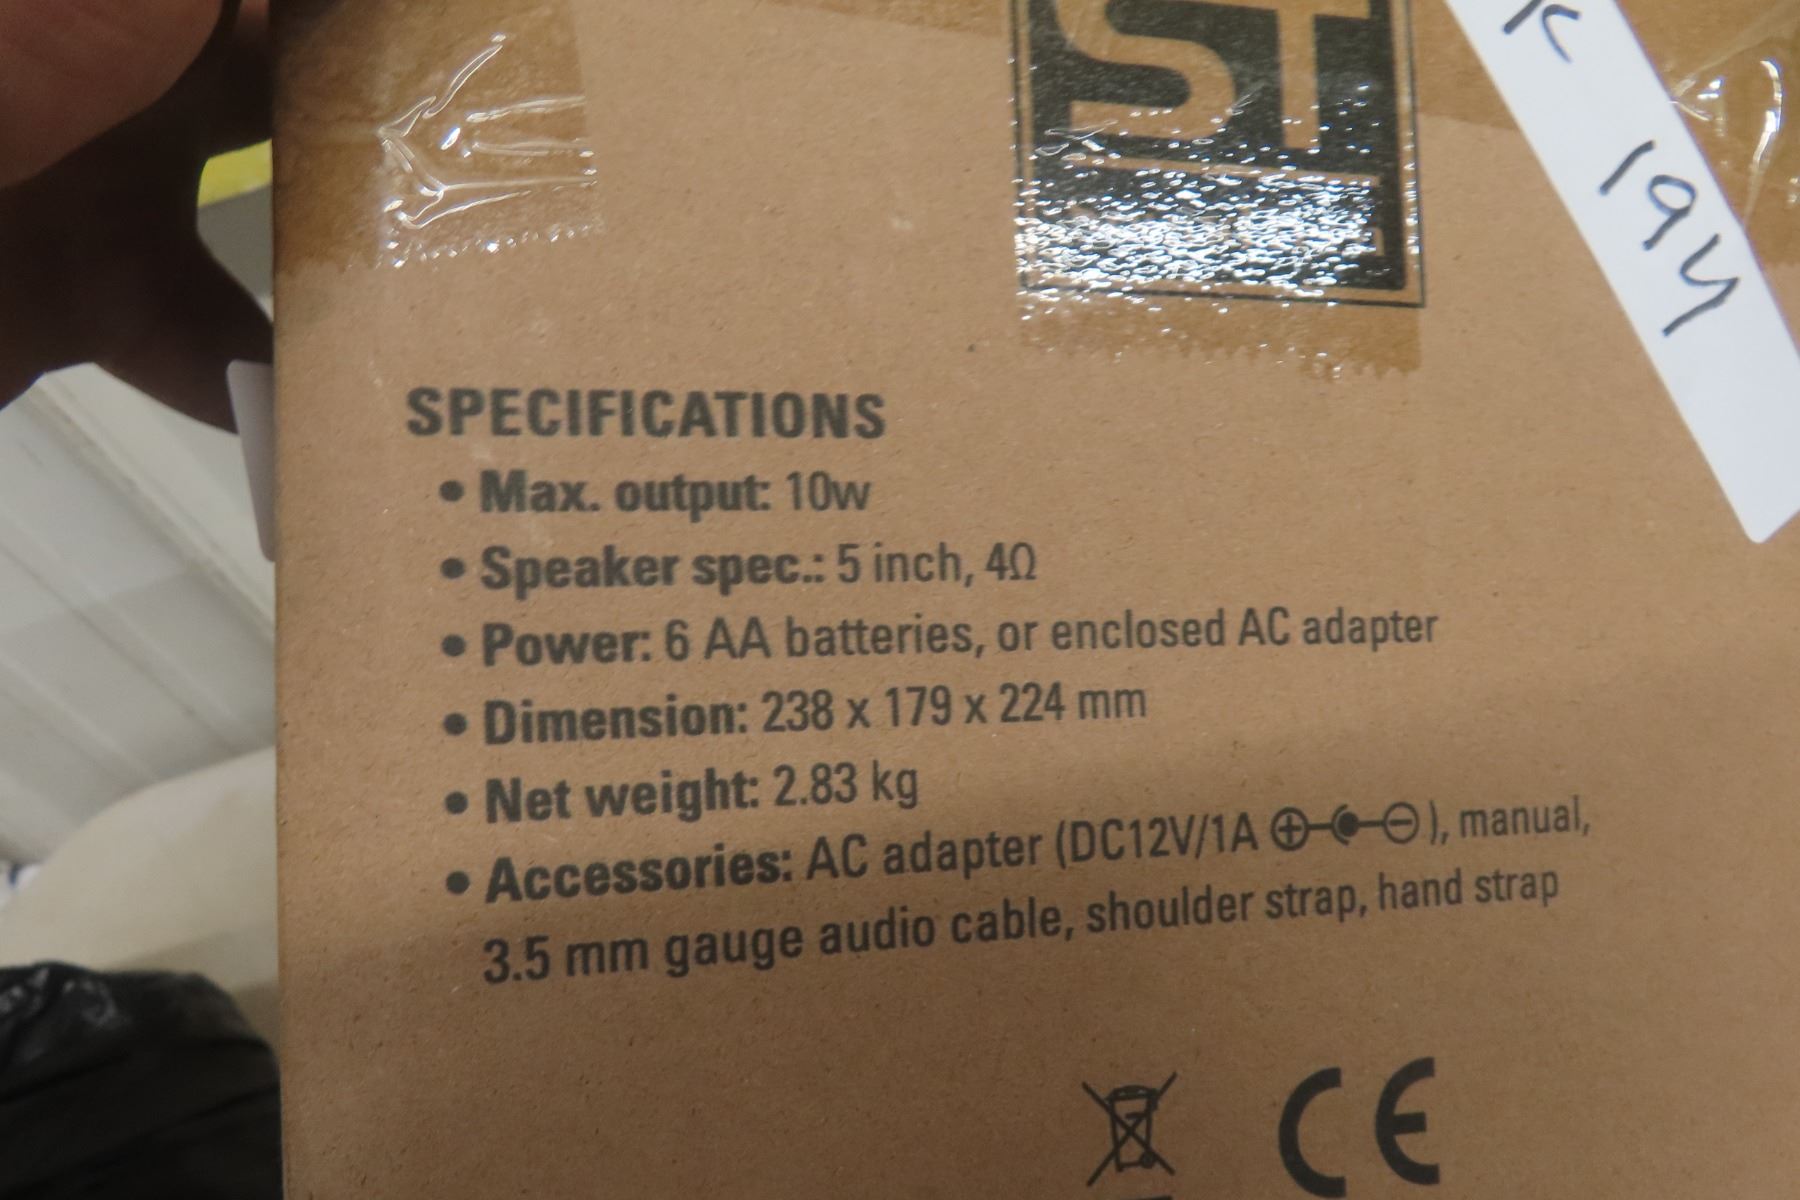 ST
K 194
SPECIFICATIONS
• Max. output: 10w
• Speaker spec.: 5 inch, 4Ω
• Power: 6 AA batteries, or enclosed AC adapter
• Dimension: 238 x 179 x 224 mm
• Net weight: 2.83 kg
• Accessories: AC adapter (DC12V/1A ⊕-●-⊖), manual,
3.5 mm gauge audio cable, shoulder strap, hand strap
CE